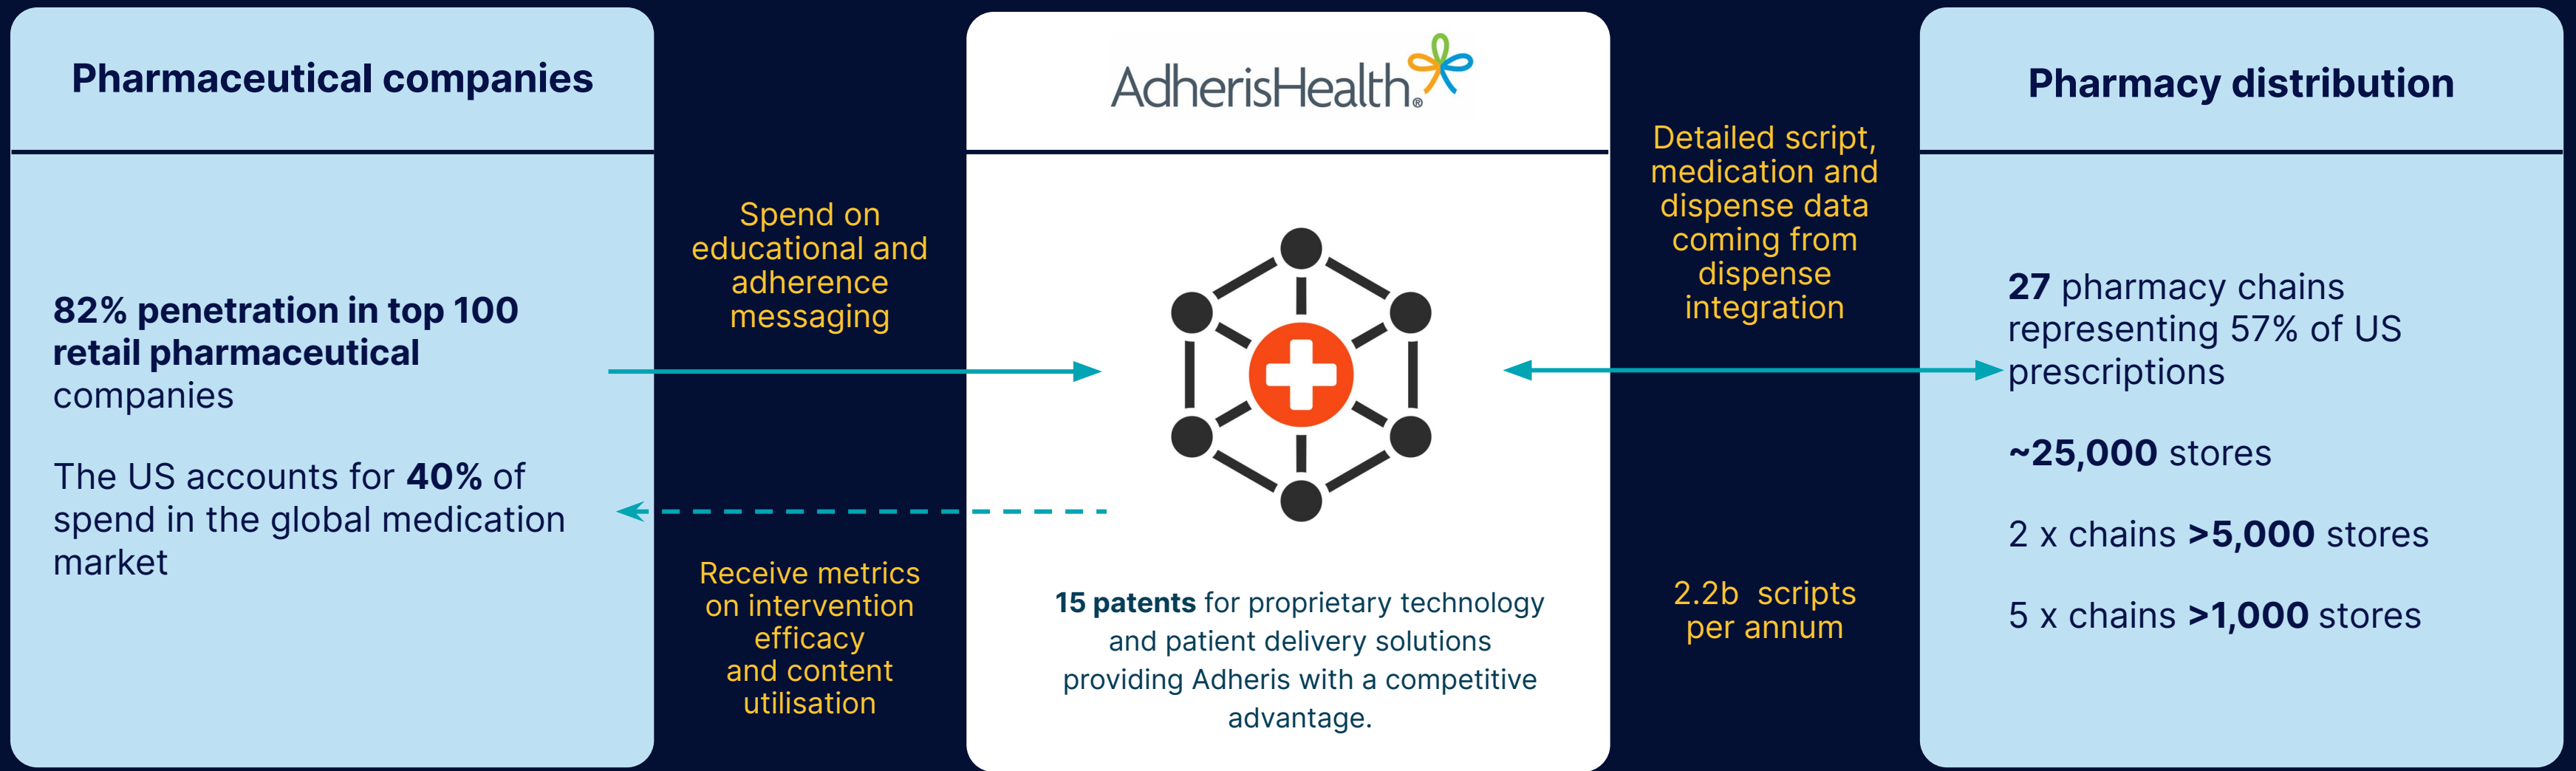 Pharmaceutical companies
82% penetration in top 100
retail pharmaceutical
companies
The US accounts for 40% of
spend in the global medication
market
Spend on
educational and
adherence
messaging
Receive metrics
on intervention
efficacy
and content
utilisation
AdherisHealth®
15 patents for proprietary technology
and patient delivery solutions
providing Adheris with a competitive
advantage.
Detailed script,
medication and
dispense data
coming from
dispense
integration
2.2b scripts
per annum
Pharmacy distribution
27 pharmacy chains
representing 57% of US
prescriptions
~25,000 stores
2 x chains >5,000 stores
5 x chains >1,000 stores